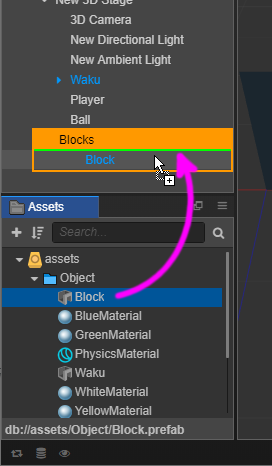 New 3D Stage
3D Camera
New Directional Light
New Ambient Light
Waku
Player
Ball
Blocks
Block
Assets
Search...
assets
Object
Block
BlueMaterial
GreenMaterial
PhysicsMaterial
Waku
WhiteMaterial
YellowMaterial
db://assets/Object/Block.prefab